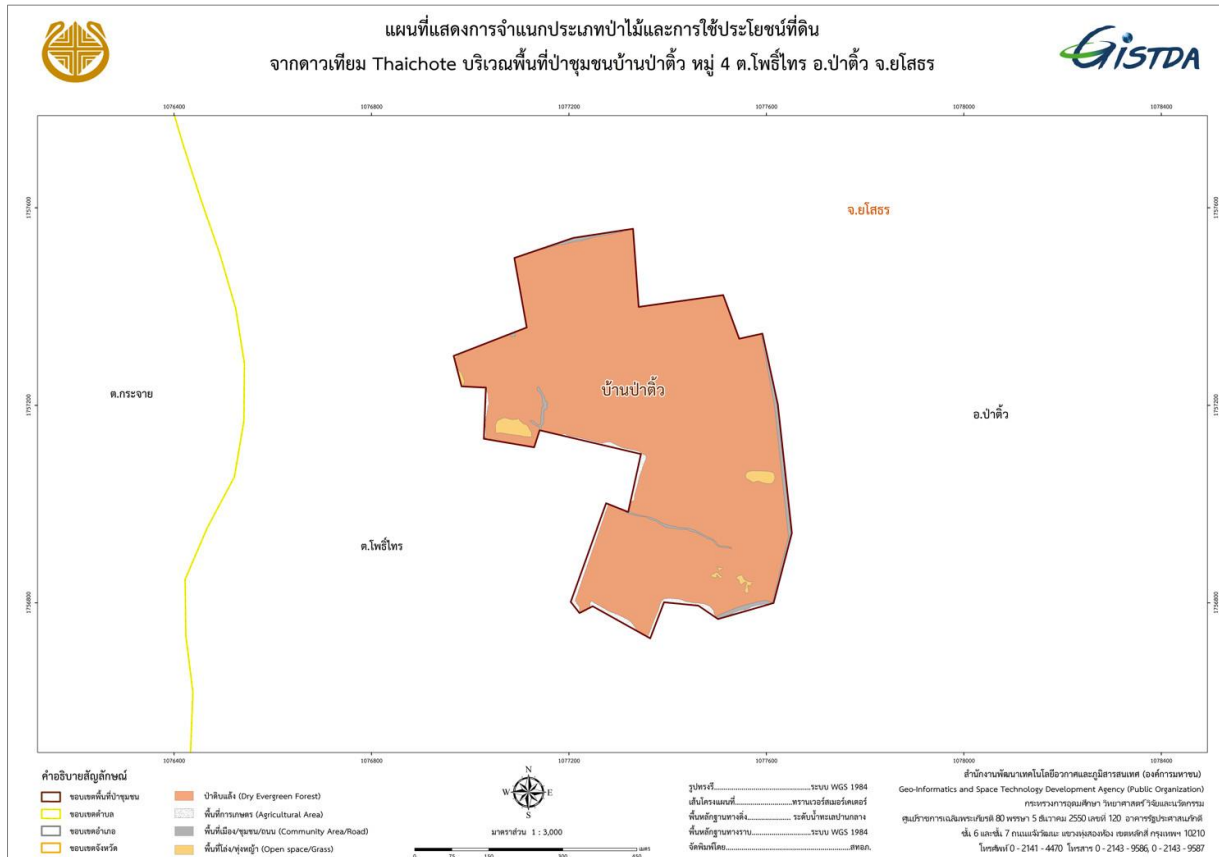 แผนที่แสดงการจำแนกประเภทป่าไม้และการใช้ประโยชน์ที่ดิน
จากดาวเทียม Thaichote บริเวณพื้นที่ป่าชุมชนบ้านป่าติ้ว หมู่ 4 ต.โพธิ์ไทร อ.ป่าติ้ว จ.ยโสธร
GISTDA
1076400 1076800 1077200 1077600 1078000 1078400
1757600 1757600
จ.ยโสธร
บ้านป่าติ้ว
ต.กระจาย
1757200 1757200
อ.ป่าติ้ว
ต.โพธิ์ไทร
1756800 1756800
1076400 1076800 1077200 1077600 1078000 1078400
คำอธิบายสัญลักษณ์
ขอบเขตพื้นที่ป่าชุมชน
ขอบเขตตำบล
ขอบเขตอำเภอ
ขอบเขตจังหวัด
ป่าดิบแล้ง (Dry Evergreen Forest)
พื้นที่การเกษตร (Agricultural Area)
พื้นที่เมือง/ชุมชน/ถนน (Community Area/Road)
พื้นที่โล่ง/ทุ่งหญ้า (Open space/Grass)
N
W E
S
มาตราส่วน 1 : 3,000
0 75 150 300 450 เมตร
รูปทรงรี..............................ระบบ WGS 1984
เส้นโครงแผนที่....................ทรานเวอร์สเมอร์เคเตอร์
พื้นหลักฐานทางดิ่ง.............. ระดับน้ำทะเลปานกลาง
พื้นหลักฐานทางราบ..............ระบบ WGS 1984
จัดพิมพ์โดย........................................สทอภ.
สำนักงานพัฒนาเทคโนโลยีอวกาศและภูมิสารสนเทศ (องค์การมหาชน)
Geo-Informatics and Space Technology Development Agency (Public Organization)
กระทรวงการอุดมศึกษา วิทยาศาสตร์ วิจัยและนวัตกรรม
ศูนย์ราชการเฉลิมพระเกียรติ 80 พรรษา 5 ธันวาคม 2550 เลขที่ 120 อาคารรัฐประศาสนภักดี
ชั้น 6 และชั้น 7 ถนนแจ้งวัฒนะ แขวงทุ่งสองห้อง เขตหลักสี่ กรุงเทพฯ 10210
โทรศัพท์ 0 - 2141 - 4470 โทรสาร 0 - 2143 - 9586, 0 - 2143 - 9587